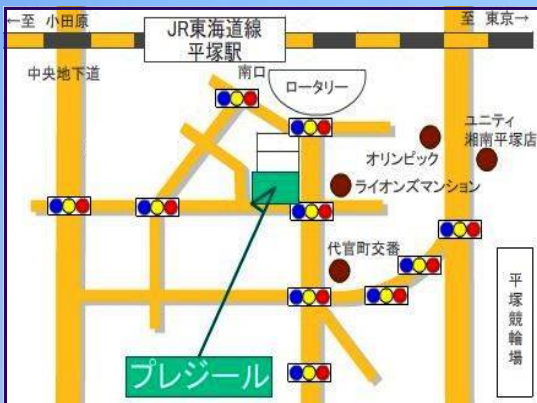 ←至 小田原
至 東京→
JR東海道線
平塚駅
中央地下道
南口
ロータリー
ユニティ
湘南平塚店
オリンピック
ライオンズマンション
代官町交番
平塚競輪場
プレジール